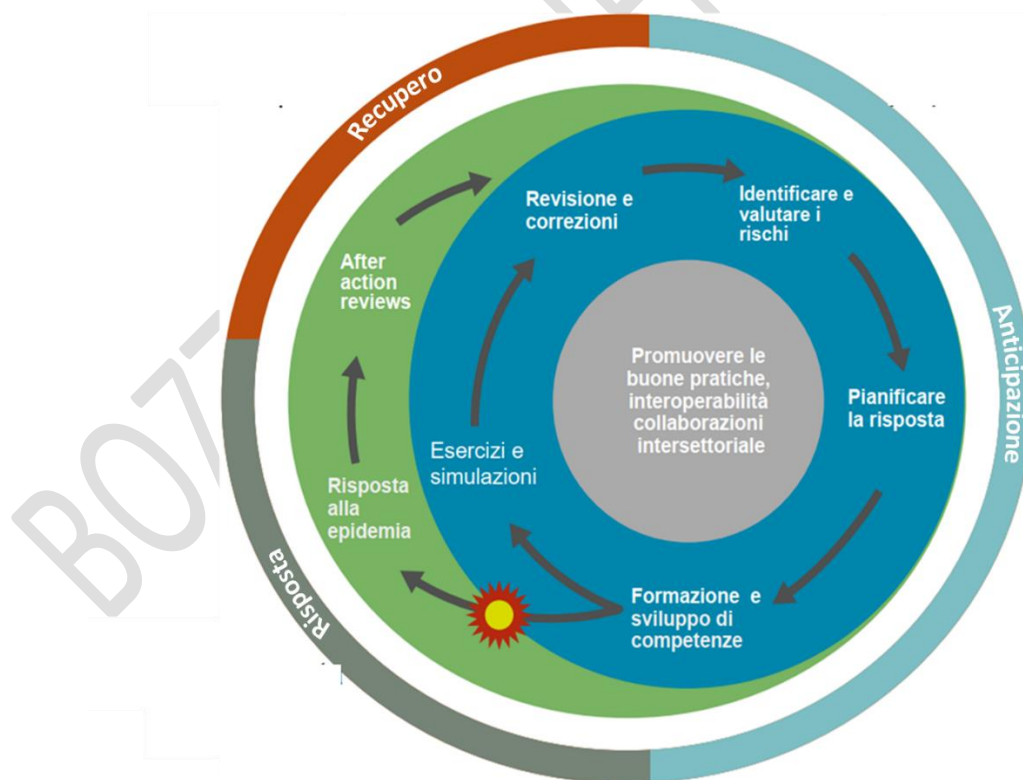 Recupero
Anticipazione
Risposta
Revisione e
correzioni
Identificare e
valutare i
rischi
After
action
reviews
Promuovere le
buone pratiche,
interoperabilità
collaborazioni
intersettoriale
Pianificare
la risposta
Esercizi e
simulazioni
Risposta
alla
epidemia
Formazione e
sviluppo di
competenze